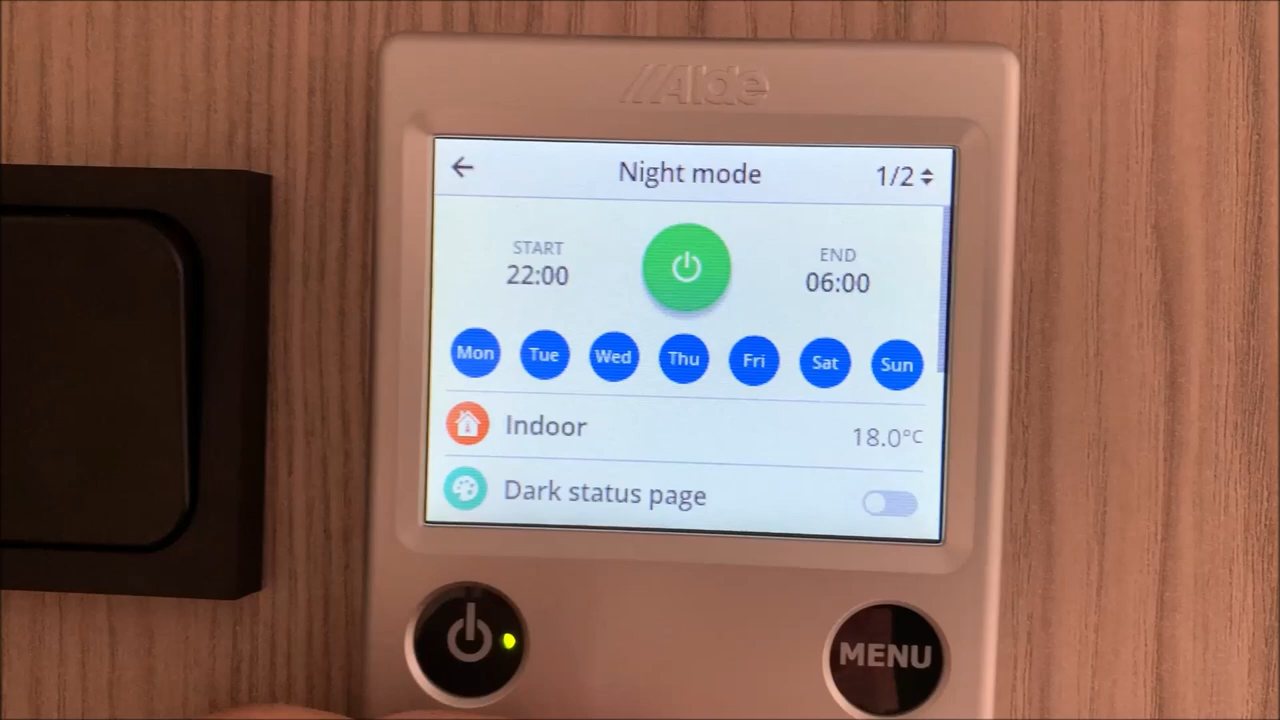 Alde
Night mode 1/2
START END
22:00 06:00
Mon Tue Wed Thu Fri Sat Sun
Indoor 18.0°C
Dark status page
MENU